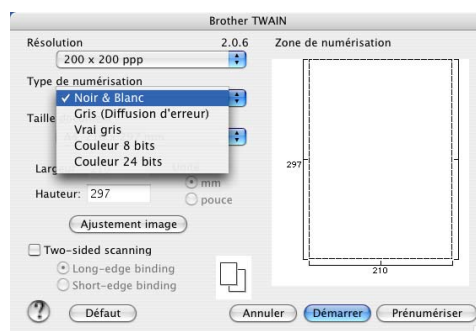 Brother TWAIN
Résolution 2.0.6
200 x 200 ppp
Type de numérisation
✓ Noir & Blanc
Gris (Diffusion d'erreur)
Vrai gris
Couleur 8 bits
Couleur 24 bits
Taille
Larg
Hauteur: 297
mm
pouce
Ajustement image
Two-sided scanning
Long-edge binding
Short-edge binding
Zone de numérisation
297
210
? Défaut Annuler Démarrer Prénumériser